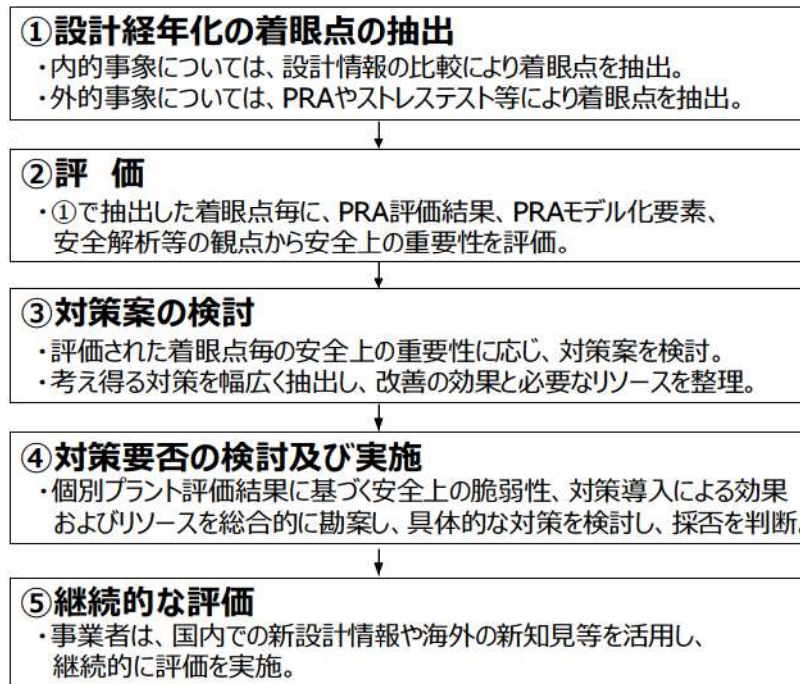 ①設計経年化の着眼点の抽出
・内的事象については、設計情報の比較により着眼点を抽出。
・外的事象については、PRAやストレステスト等により着眼点を抽出。
②評 価
・①で抽出した着眼点毎に、PRA評価結果、PRAモデル化要素、
安全解析等の観点から安全上の重要性を評価。
③対策案の検討
・評価された着眼点毎の安全上の重要性に応じ、対策案を検討。
・考え得る対策を幅広く抽出し、改善の効果と必要なリソースを整理。
④対策要否の検討及び実施
・個別プラント評価結果に基づく安全上の脆弱性、対策導入による効果
およびリソースを総合的に勘案し、具体的な対策を検討し、採否を判断。
⑤継続的な評価
・事業者は、国内での新設計情報や海外の新知見等を活用し、
継続的に評価を実施。